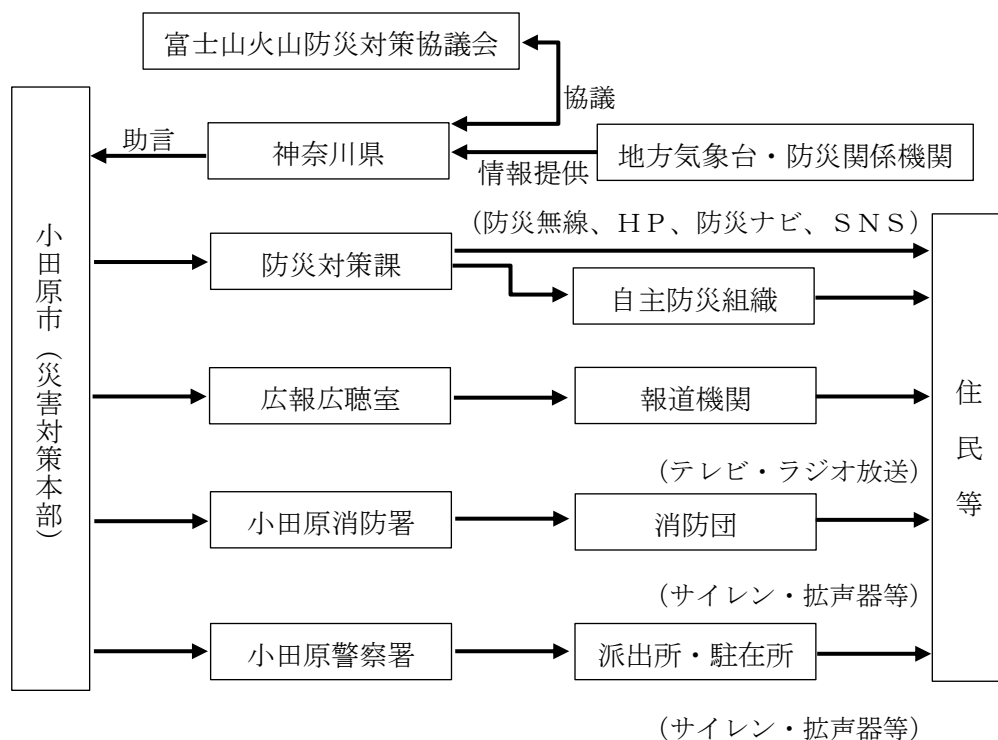 富士山火山防災対策協議会
協議
助言
神奈川県
地方気象台・防災関係機関
情報提供
(防災無線、HP、防災ナビ、SNS)
小田原市(災害対策本部)
防災対策課
自主防災組織
住民等
広報広聴室
報道機関
(テレビ・ラジオ放送)
小田原消防署
消防団
(サイレン・拡声器等)
小田原警察署
派出所・駐在所
(サイレン・拡声器等)